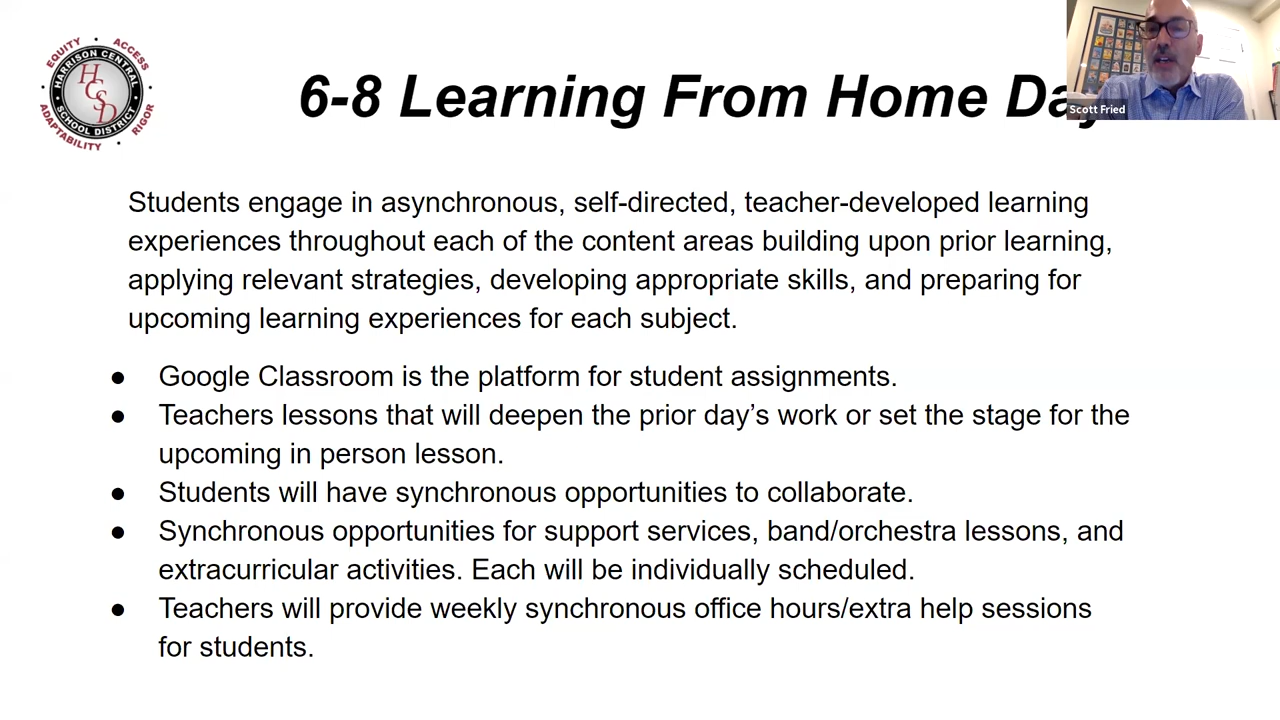 EQUITY • ACCESS
HARRISON CENTRAL
HCSD
SCHOOL DISTRICT
ADAPTABILITY • RIGOR
6-8 Learning From Home Day
Scott Fried
Students engage in asynchronous, self-directed, teacher-developed learning
experiences throughout each of the content areas building upon prior learning,
applying relevant strategies, developing appropriate skills, and preparing for
upcoming learning experiences for each subject.
● Google Classroom is the platform for student assignments.
● Teachers lessons that will deepen the prior day’s work or set the stage for the
upcoming in person lesson.
● Students will have synchronous opportunities to collaborate.
● Synchronous opportunities for support services, band/orchestra lessons, and
extracurricular activities. Each will be individually scheduled.
● Teachers will provide weekly synchronous office hours/extra help sessions
for students.